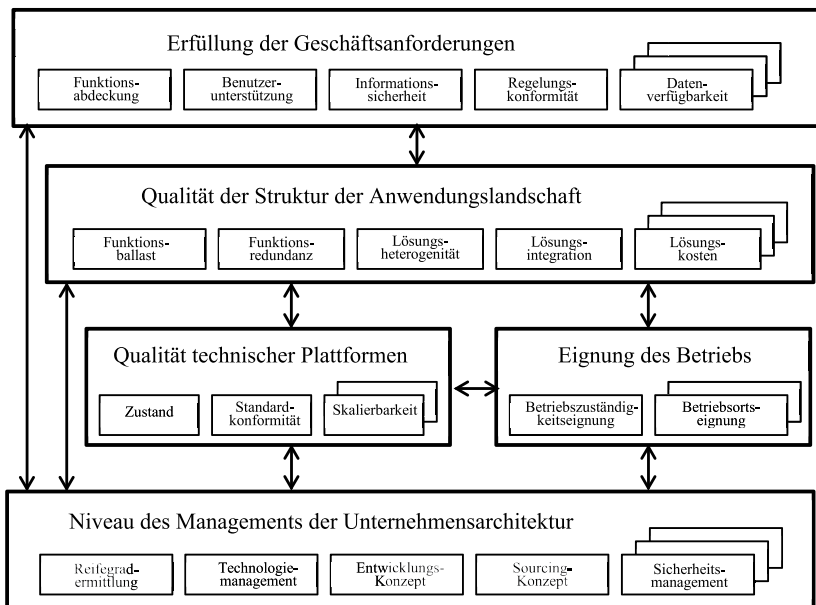 Erfüllung der Geschäftsanforderungen
Funktions-
abdeckung
Benutzer-
unterstützung
Informations-
sicherheit
Regelungs-
konformität
Daten-
verfügbarkeit
Qualität der Struktur der Anwendungslandschaft
Funktions-
ballast
Funktions-
redundanz
Lösungs-
heterogenität
Lösungs-
integration
Lösungs-
kosten
Qualität technischer Plattformen
Zustand
Standard-
konformität
Skalierbarkeit
Eignung des Betriebs
Betriebszuständig-
keitseignung
Betriebsorts-
eignung
Niveau des Managements der Unternehmensarchitektur
Reifegrad-
ermittlung
Technologie-
management
Entwicklungs-
Konzept
Sourcing-
Konzept
Sicherheits-
management